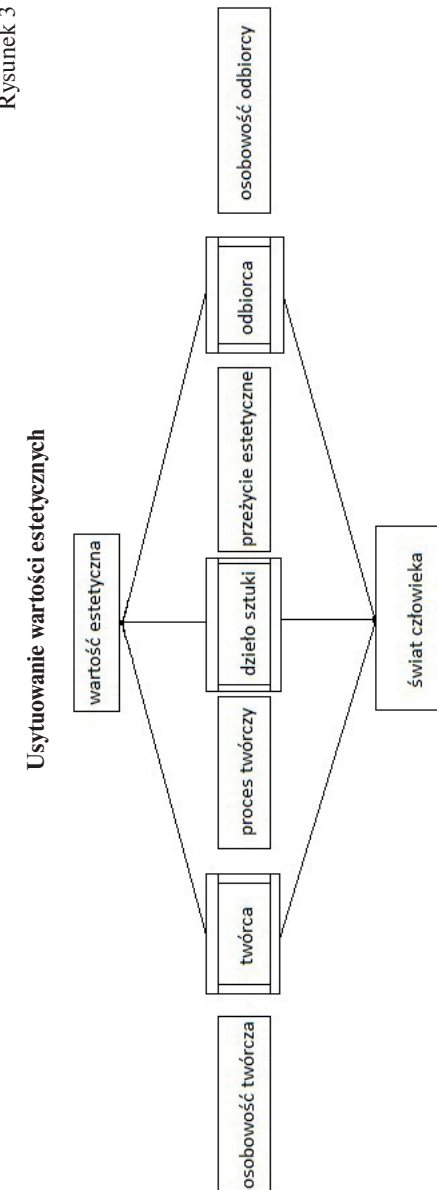 Rysunek 3
Usytuowanie wartości estetycznych
wartość estetyczna
osobowość twórcza
twórca
proces twórczy
dzieło sztuki
przeżycie estetyczne
odbiorca
osobowość odbiorcy
świat człowieka